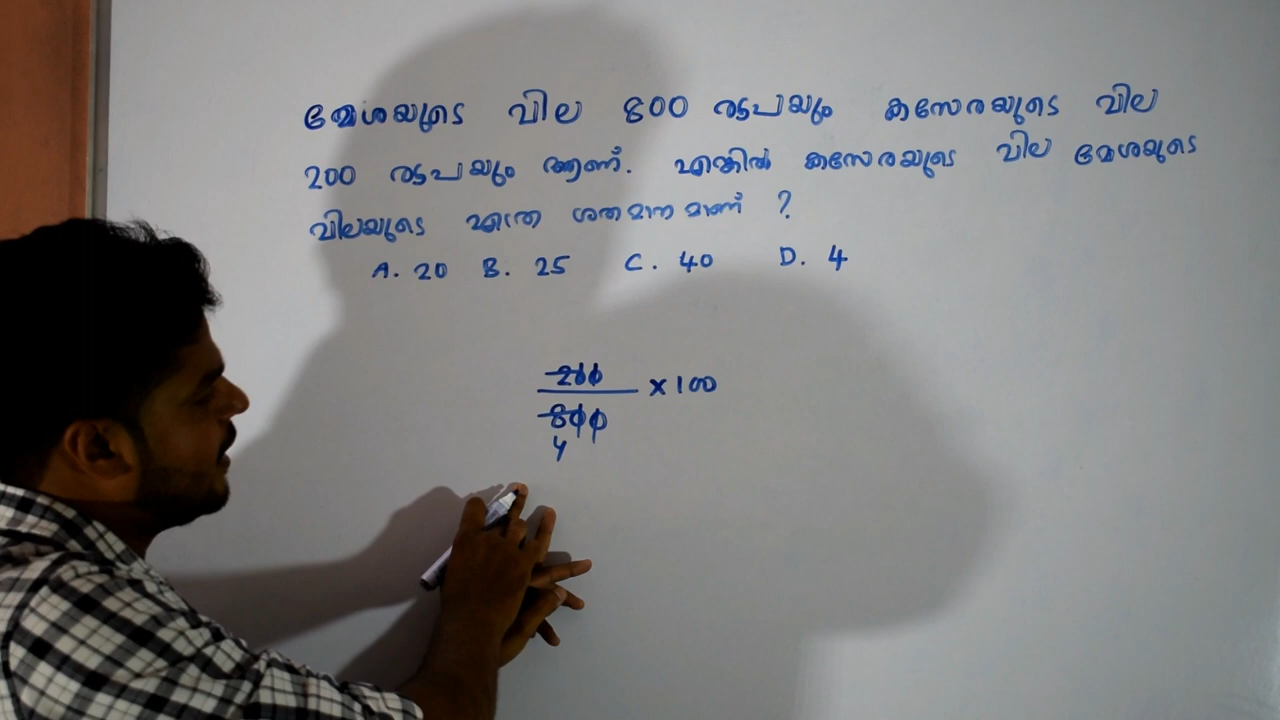 മേശയുടെ വില 800 രൂപയും കസേരയുടെ വില
200 രൂപയും ആണ്. എങ്കിൽ കസേരയുടെ വില മേശയുടെ
വിലയുടെ എത്ര ശതമാനമാണ് ?
A. 20 B. 25 C. 40 D. 4
200
800
4
x 100